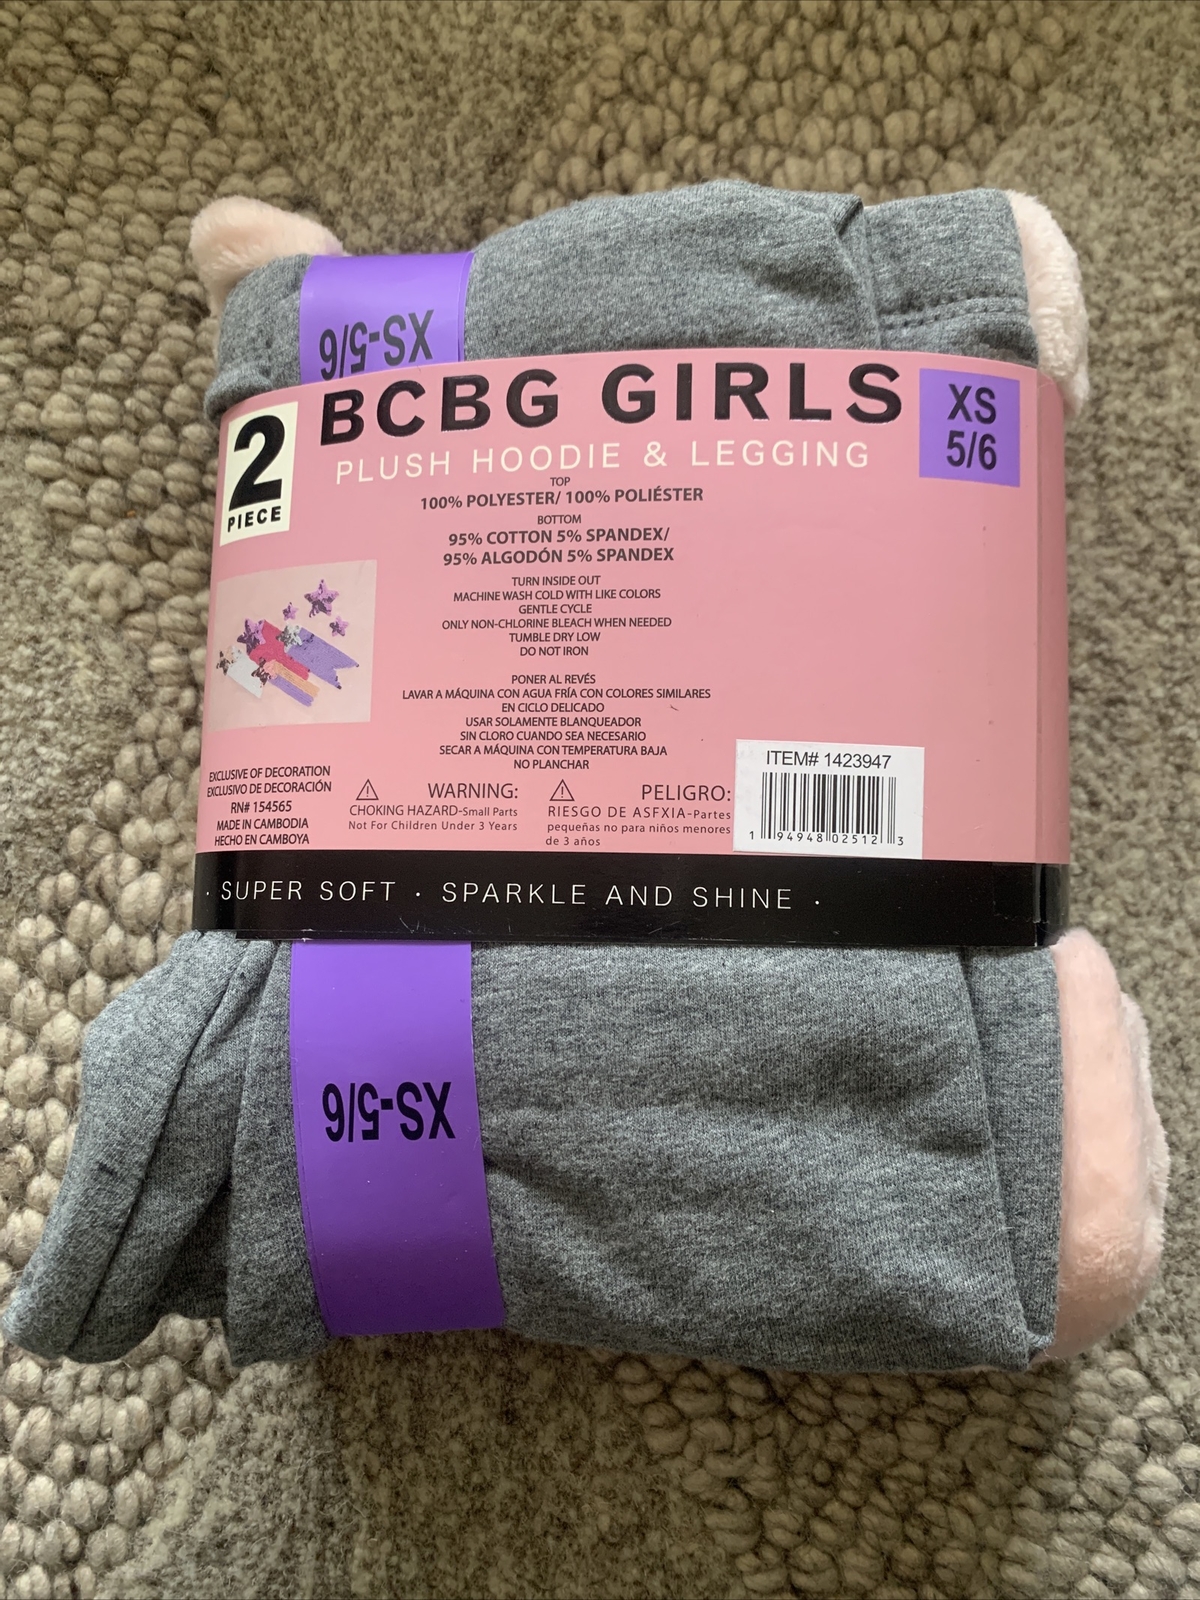 XS-5/6
2
PIECE
BCBG GIRLS
PLUSH HOODIE & LEGGING
XS
5/6
TOP
100% POLYESTER/ 100% POLIÉSTER
BOTTOM
95% COTTON 5% SPANDEX/
95% ALGODÓN 5% SPANDEX
TURN INSIDE OUT
MACHINE WASH COLD WITH LIKE COLORS
GENTLE CYCLE
ONLY NON-CHLORINE BLEACH WHEN NEEDED
TUMBLE DRY LOW
DO NOT IRON
PONER AL REVÉS
LAVAR A MÁQUINA CON AGUA FRÍA CON COLORES SIMILARES
EN CICLO DELICADO
USAR SOLAMENTE BLANQUEADOR
SIN CLORO CUANDO SEA NECESARIO
SECAR A MÁQUINA CON TEMPERATURA BAJA
NO PLANCHAR
EXCLUSIVE OF DECORATION
EXCLUSIVO DE DECORACIÓN
RN# 154565
MADE IN CAMBODIA
HECHO EN CAMBOYA
⚠ WARNING:
CHOKING HAZARD-Small Parts
Not For Children Under 3 Years
⚠ PELIGRO:
RIESGO DE ASFXIA-Partes
pequeñas no para niños menores
de 3 años
ITEM# 1423947
1 94948 02512 3
· SUPER SOFT · SPARKLE AND SHINE ·
XS-5/6